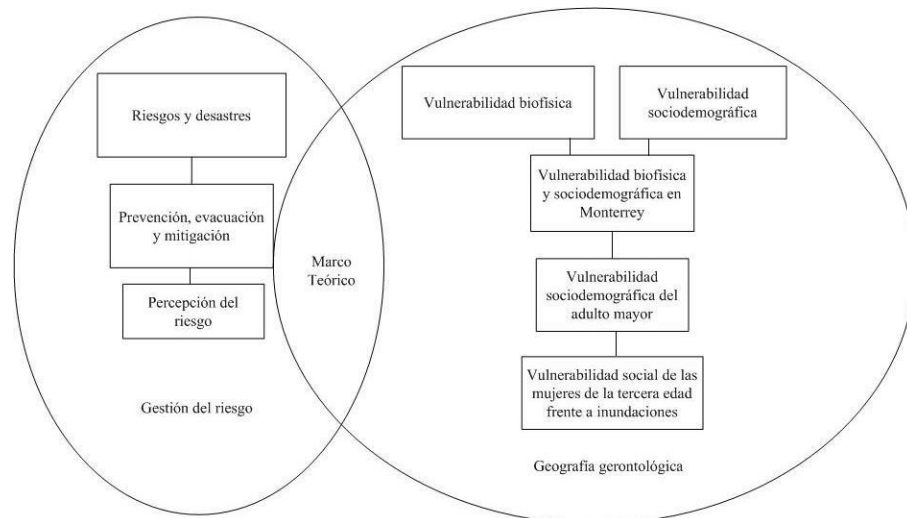 Riesgos y desastres
Prevención, evacuación
y mitigación
Percepción del
riesgo
Gestión del riesgo
Marco
Teórico
Vulnerabilidad biofísica
Vulnerabilidad
sociodemográfica
Vulnerabilidad biofísica
y sociodemográfica en
Monterrey
Vulnerabilidad
sociodemográfica del
adulto mayor
Vulnerabilidad social de las
mujeres de la tercera edad
frente a inundaciones
Geografía gerontológica